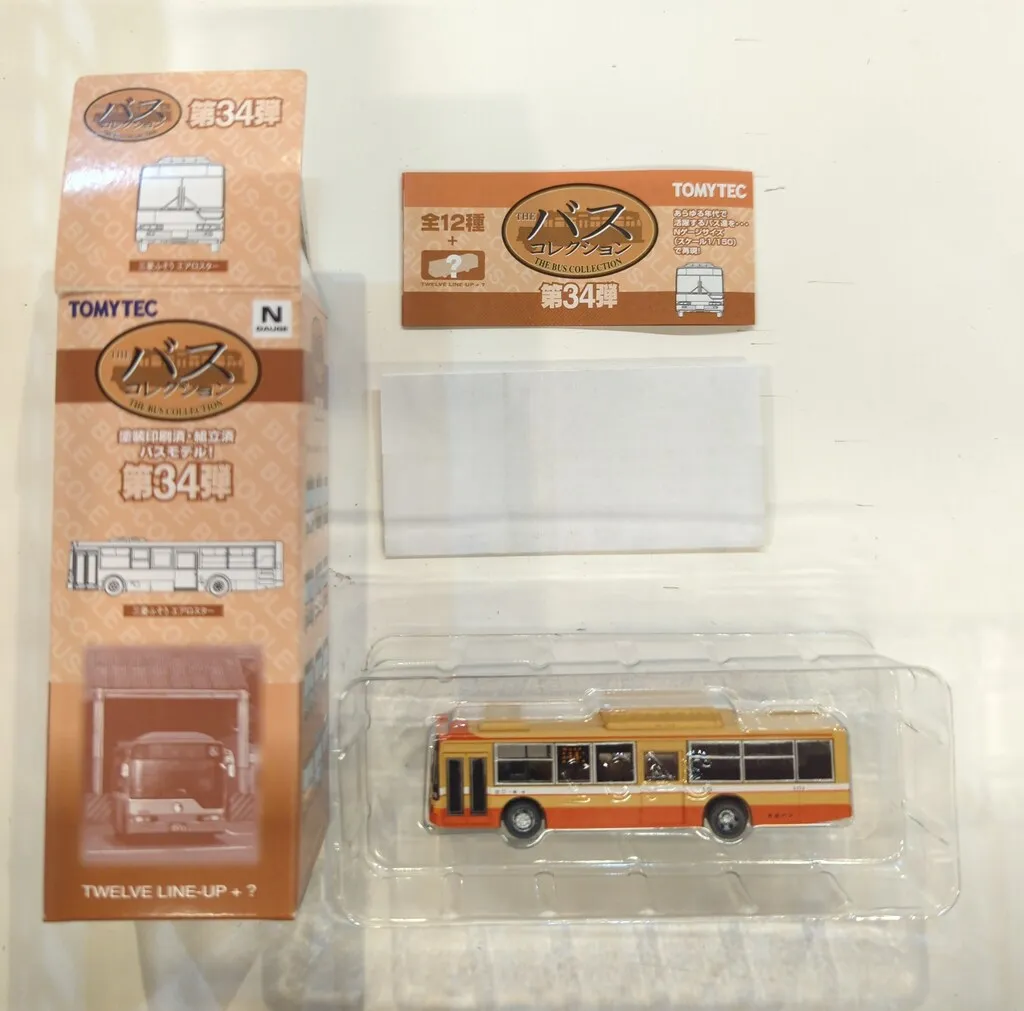 バス
コレクション
第34弾
三菱ふそう エアロスター
TOMYTEC
N
GAUGE
THE
バス
コレクション
THE BUS COLLECTION
塗装印刷済・組立済
バスモデル!
第34弾
三菱ふそう エアロスター
TWELVE LINE-UP + ?
全12種
+
?
TWELVE LINE-UP + ?
THE
バス
コレクション
THE BUS COLLECTION
第34弾
TOMYTEC
あらゆる年代で
活躍するバス達を・・・
Nゲージサイズ
(スケール1/150)
で再現!